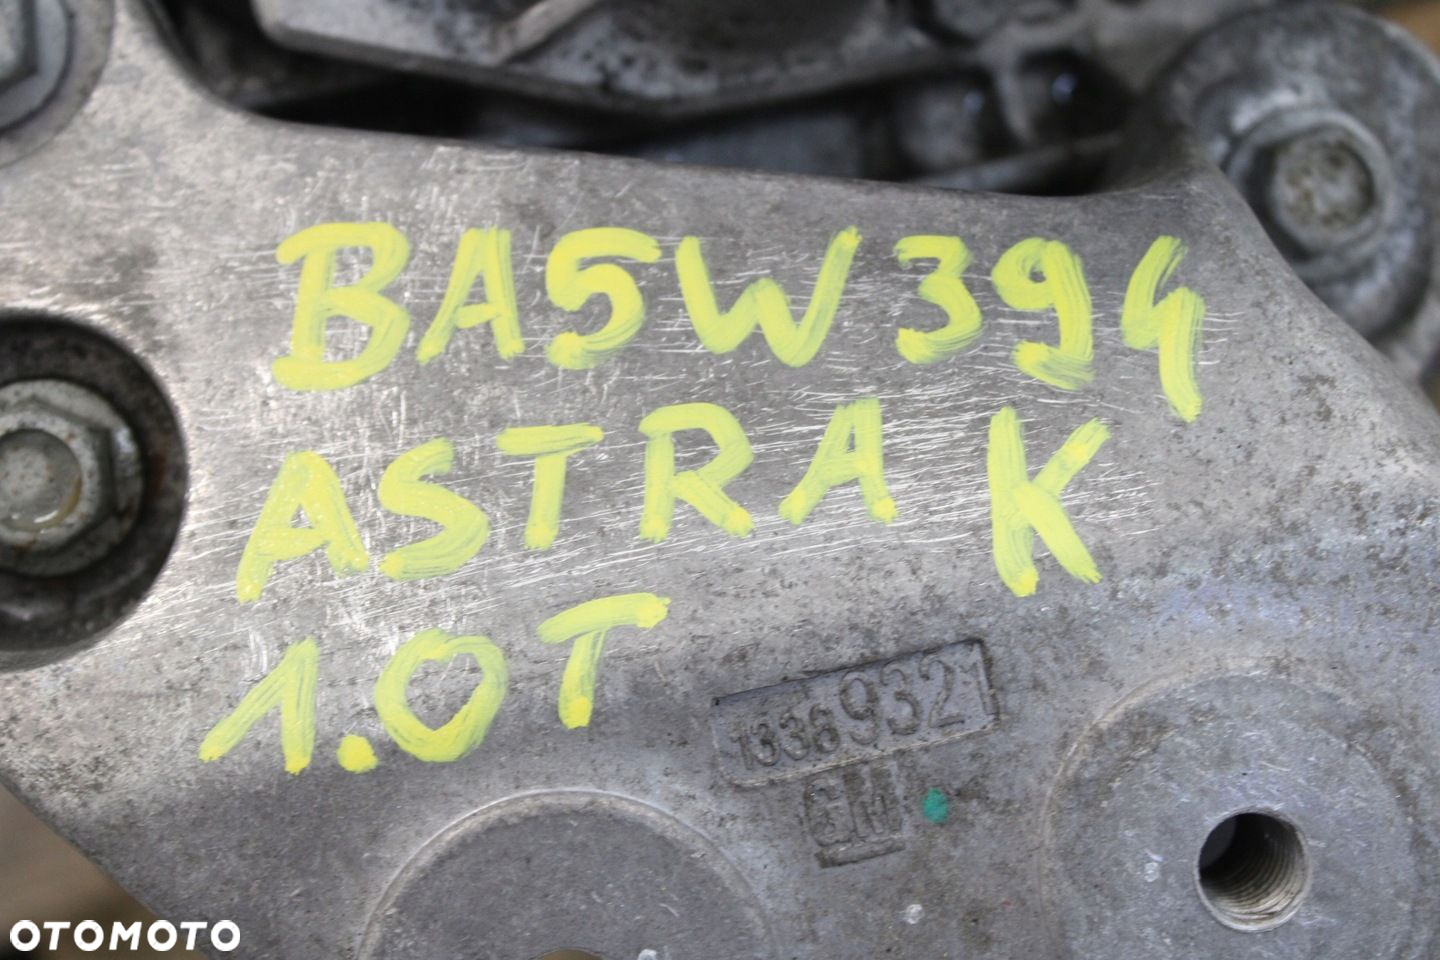 BA5W394
ASTRA K
1.0T
13369321
GM
OTOMOTO